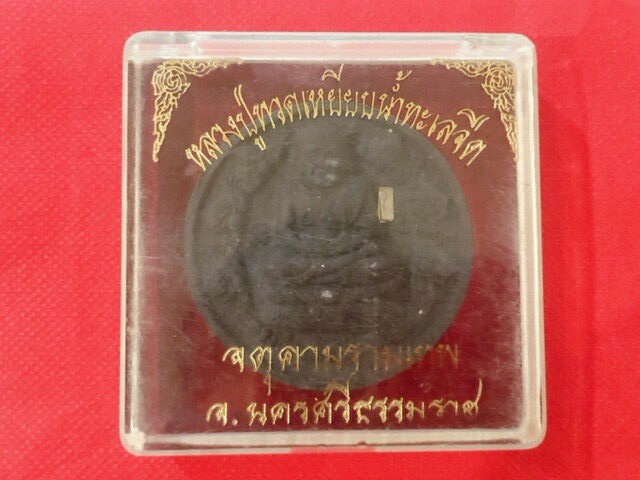 หลวงปู่ทวดเหยียบน้ำทะเลจืด
จตุคามรามเทพ
จ.นครศรีธรรมราช